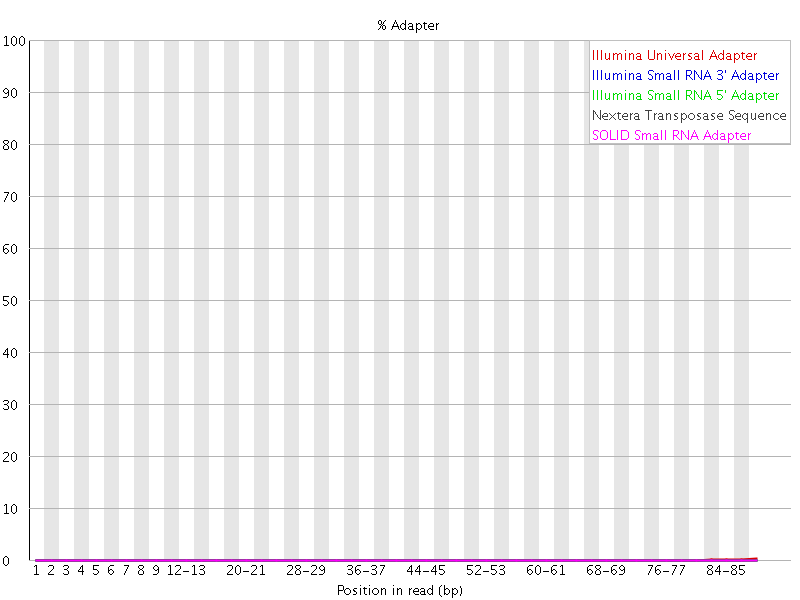 % Adapter
100
Illumina Universal Adapter
Illumina Small RNA 3' Adapter
90
Illumina Small RNA 5' Adapter
Nextera Transposase Sequence
SOLID Small RNA Adapter
80
70
60
50
40
30
20
10
0
1 2 3 4 5 6 7 8 9 12-13 20-21 28-29 36-37 44-45 52-53 60-61 68-69 76-77 84-85
Position in read (bp)